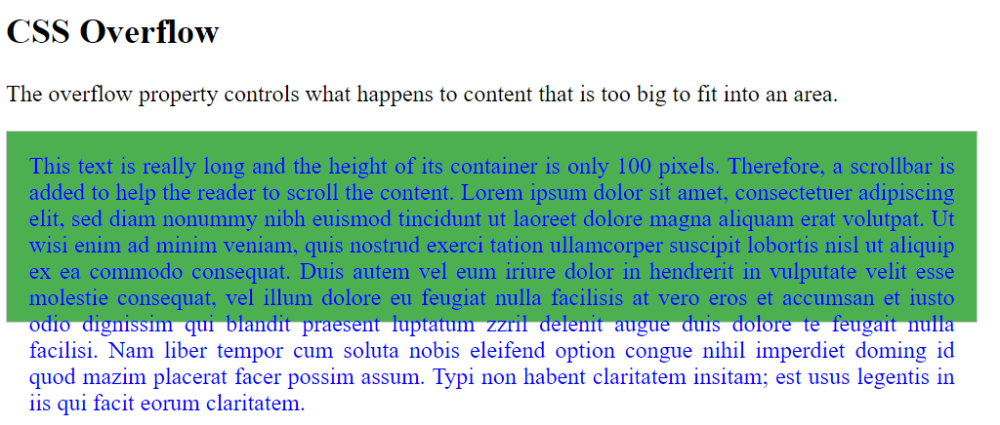 CSS Overflow
The overflow property controls what happens to content that is too big to fit into an area.
This text is really long and the height of its container is only 100 pixels. Therefore, a scrollbar is
added to help the reader to scroll the content. Lorem ipsum dolor sit amet, consectetuer adipiscing
elit, sed diam nonummy nibh euismod tincidunt ut laoreet dolore magna aliquam erat volutpat. Ut
wisi enim ad minim veniam, quis nostrud exerci tation ullamcorper suscipit lobortis nisl ut aliquip
ex ea commodo consequat. Duis autem vel eum iriure dolor in hendrerit in vulputate velit esse
molestie consequat, vel illum dolore eu feugiat nulla facilisis at vero eros et accumsan et iusto
odio dignissim qui blandit praesent luptatum zzril delenit augue duis dolore te feugait nulla
facilisi. Nam liber tempor cum soluta nobis eleifend option congue nihil imperdiet doming id
quod mazim placerat facer possim assum. Typi non habent claritatem insitam; est usus legentis in
iis qui facit eorum claritatem.